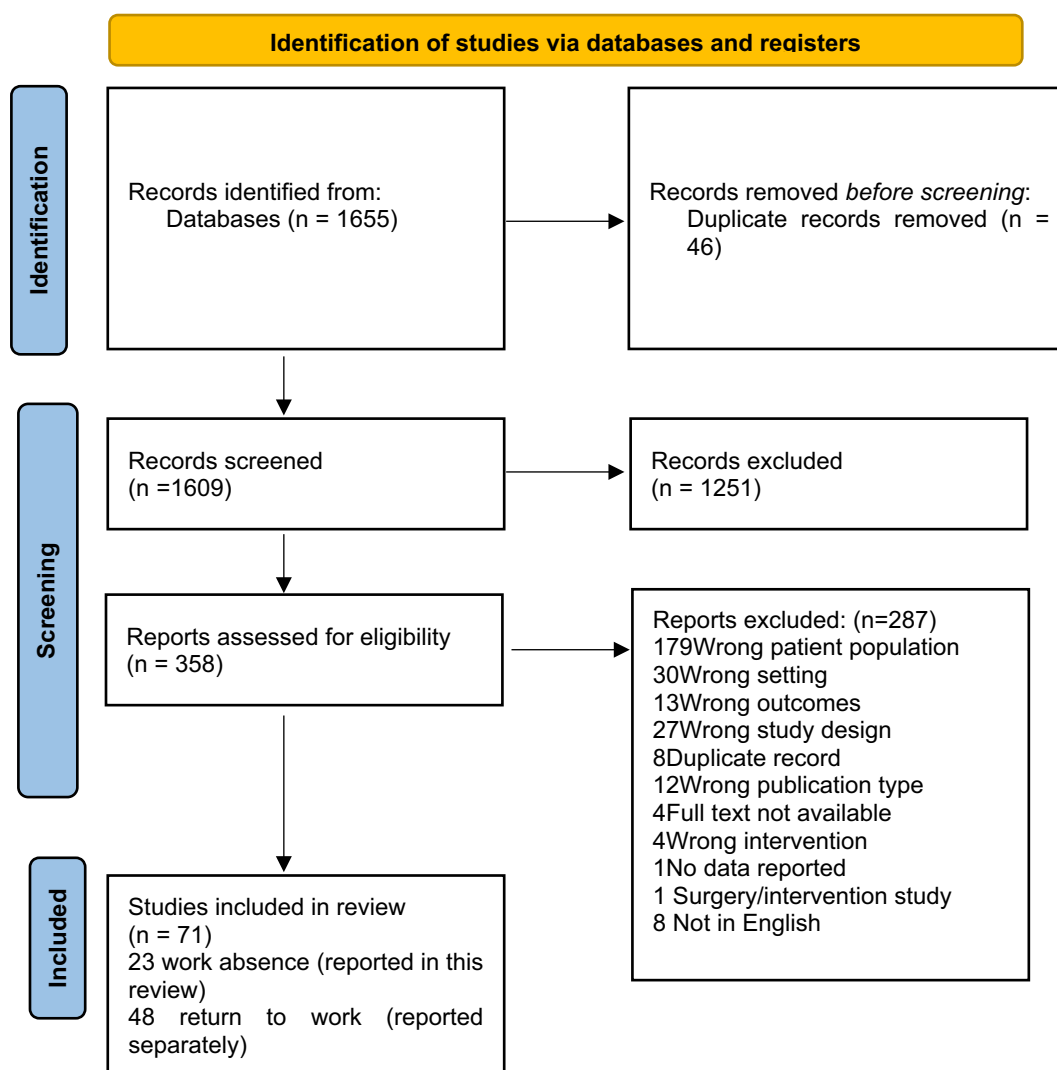 Identification of studies via databases and registers
Identification
Records identified from:
Databases (n = 1655)
Records removed before screening:
Duplicate records removed (n =
46)
Screening
Records screened
(n =1609)
Records excluded
(n = 1251)
Reports assessed for eligibility
(n = 358)
Reports excluded: (n=287)
179Wrong patient population
30Wrong setting
13Wrong outcomes
27Wrong study design
8Duplicate record
12Wrong publication type
4Full text not available
4Wrong intervention
1No data reported
1 Surgery/intervention study
8 Not in English
Included
Studies included in review
(n = 71)
23 work absence (reported in this
review)
48 return to work (reported
separately)